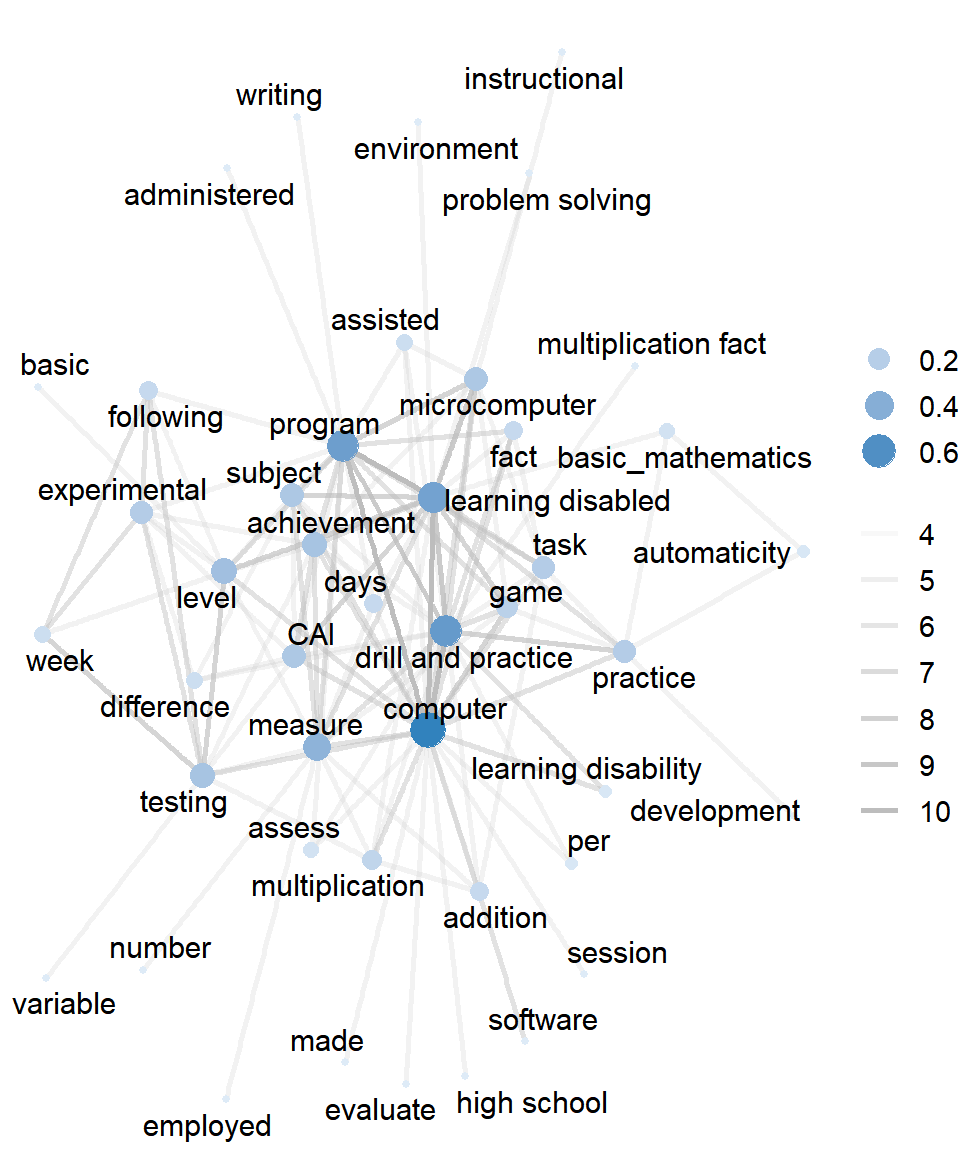 instructional
writing
environment
administered
problem solving
assisted
multiplication fact
basic
microcomputer
following
program
fact
basic_mathematics
subject
experimental
learning disabled
achievement
task
automaticity
days
game
level
CAI
drill and practice
week
practice
difference
computer
measure
learning disability
testing
development
assess
per
multiplication
addition
number
session
variable
software
made
evaluate
high school
employed
0.2
0.4
0.6
4
5
6
7
8
9
10